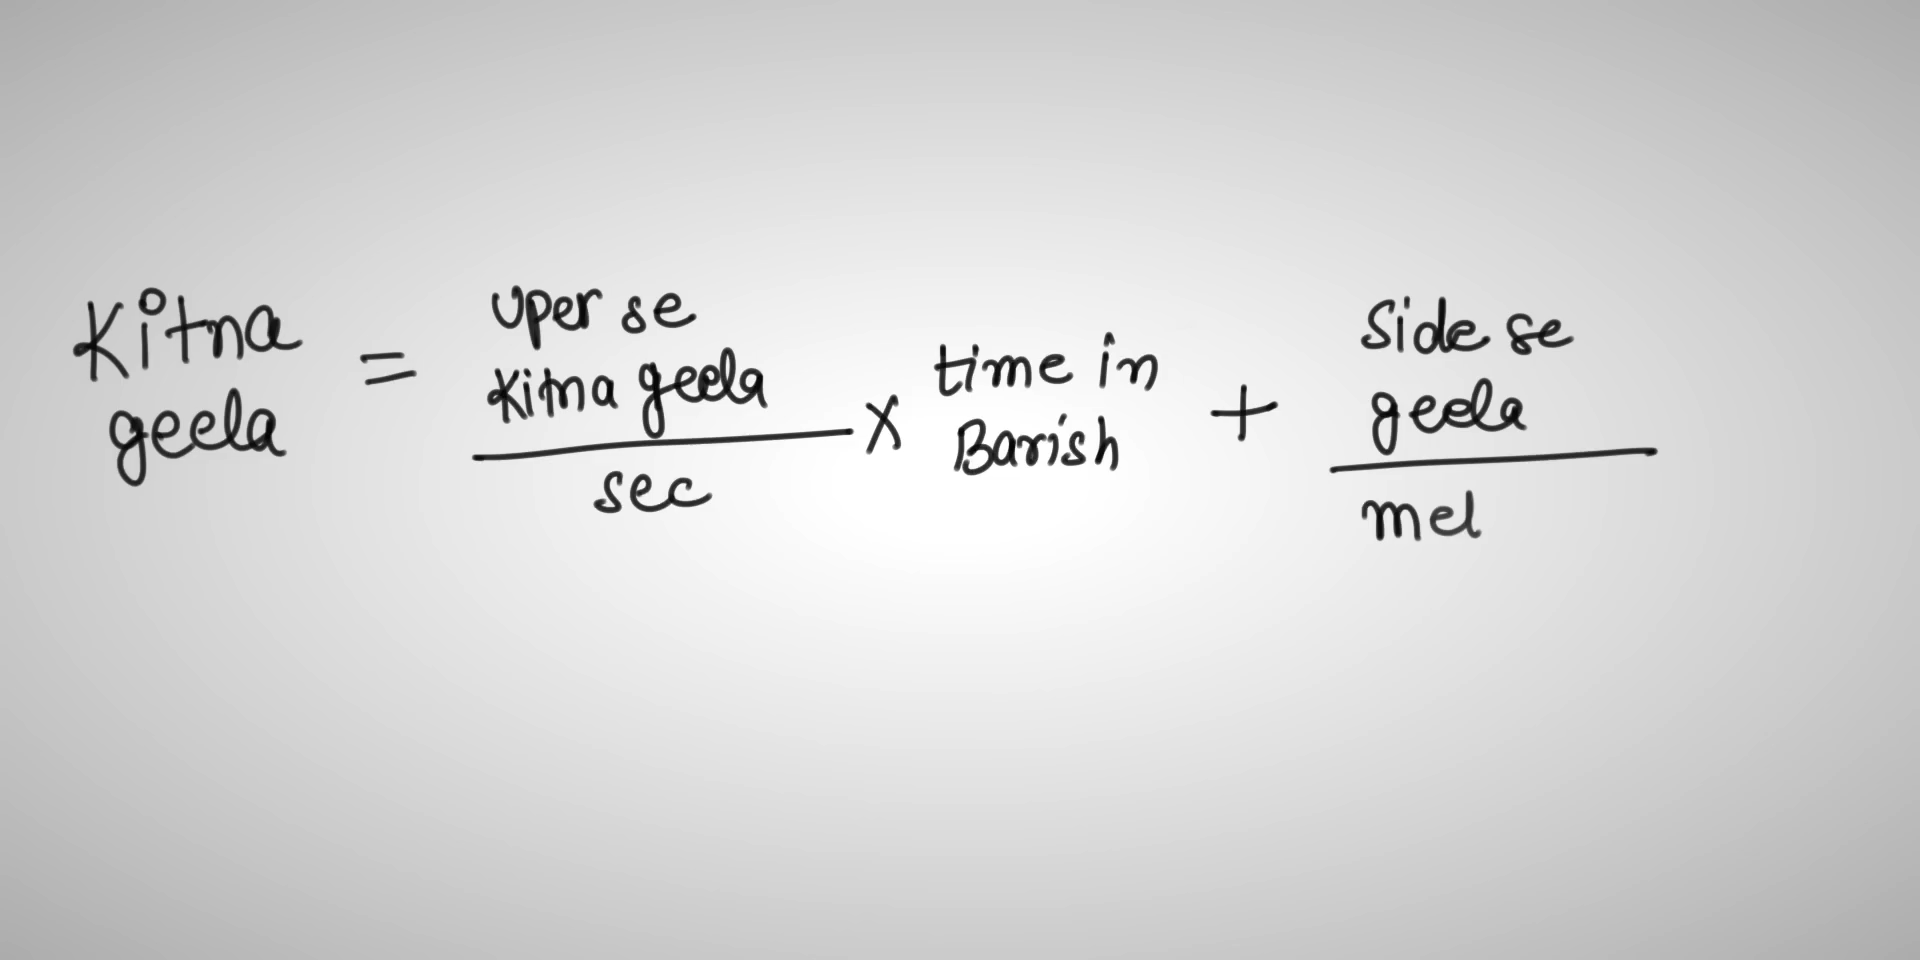 Kitna
geela
=
Uper se
kitna geela
sec
X
time in
Barish
+
Side se
geela
mel